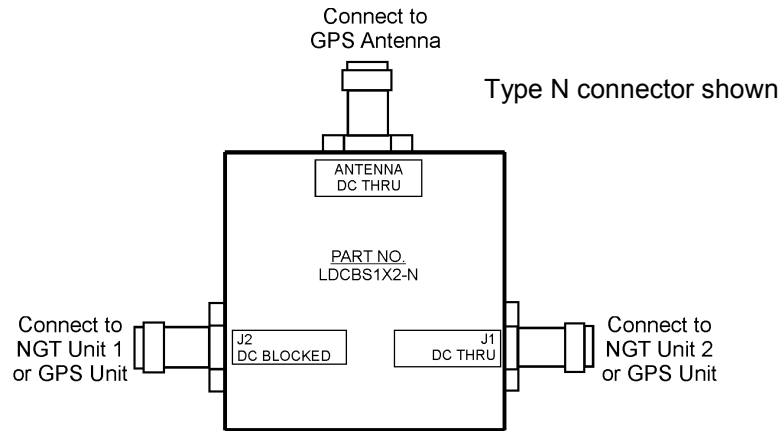 Connect to
GPS Antenna
Type N connector shown
ANTENNA
DC THRU
PART NO.
LDCBS1X2-N
Connect to
NGT Unit 1
or GPS Unit
J2
DC BLOCKED
J1
DC THRU
Connect to
NGT Unit 2
or GPS Unit